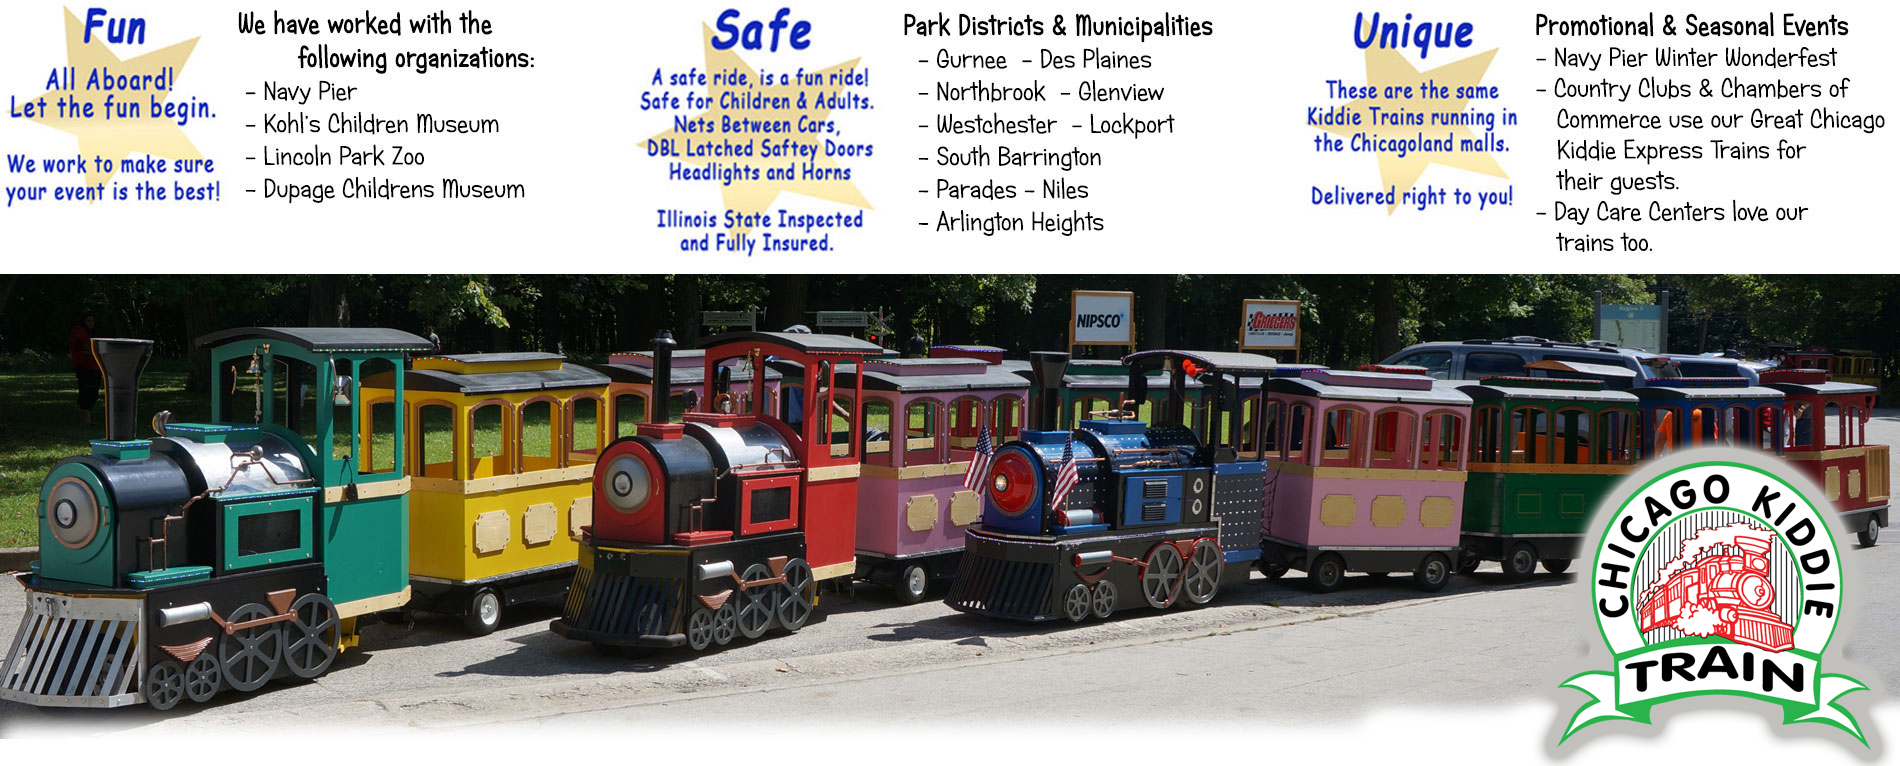 Fun
All Aboard!
Let the fun begin.
We work to make sure
your event is the best!
We have worked with the
following organizations:
- Navy Pier
- Kohl's Children Museum
- Lincoln Park Zoo
- Dupage Childrens Museum
Safe
A safe ride, is a fun ride!
Safe for Children & Adults.
Nets Between Cars,
DBL Latched Saftey Doors
Headlights and Horns
Illinois State Inspected
and Fully Insured.
Park Districts & Municipalities
- Gurnee - Des Plaines
- Northbrook - Glenview
- Westchester - Lockport
- South Barrington
- Parades - Niles
- Arlington Heights
Unique
These are the same
Kiddie Trains running in
the Chicagoland malls.
Delivered right to you!
Promotional & Seasonal Events
- Navy Pier Winter Wonderfest
- Country Clubs & Chambers of
Commerce use our Great Chicago
Kiddie Express Trains for
their guests.
- Day Care Centers love our
trains too.
NIPSCO
GRIEGERS
CHICAGO KIDDIE
TRAIN